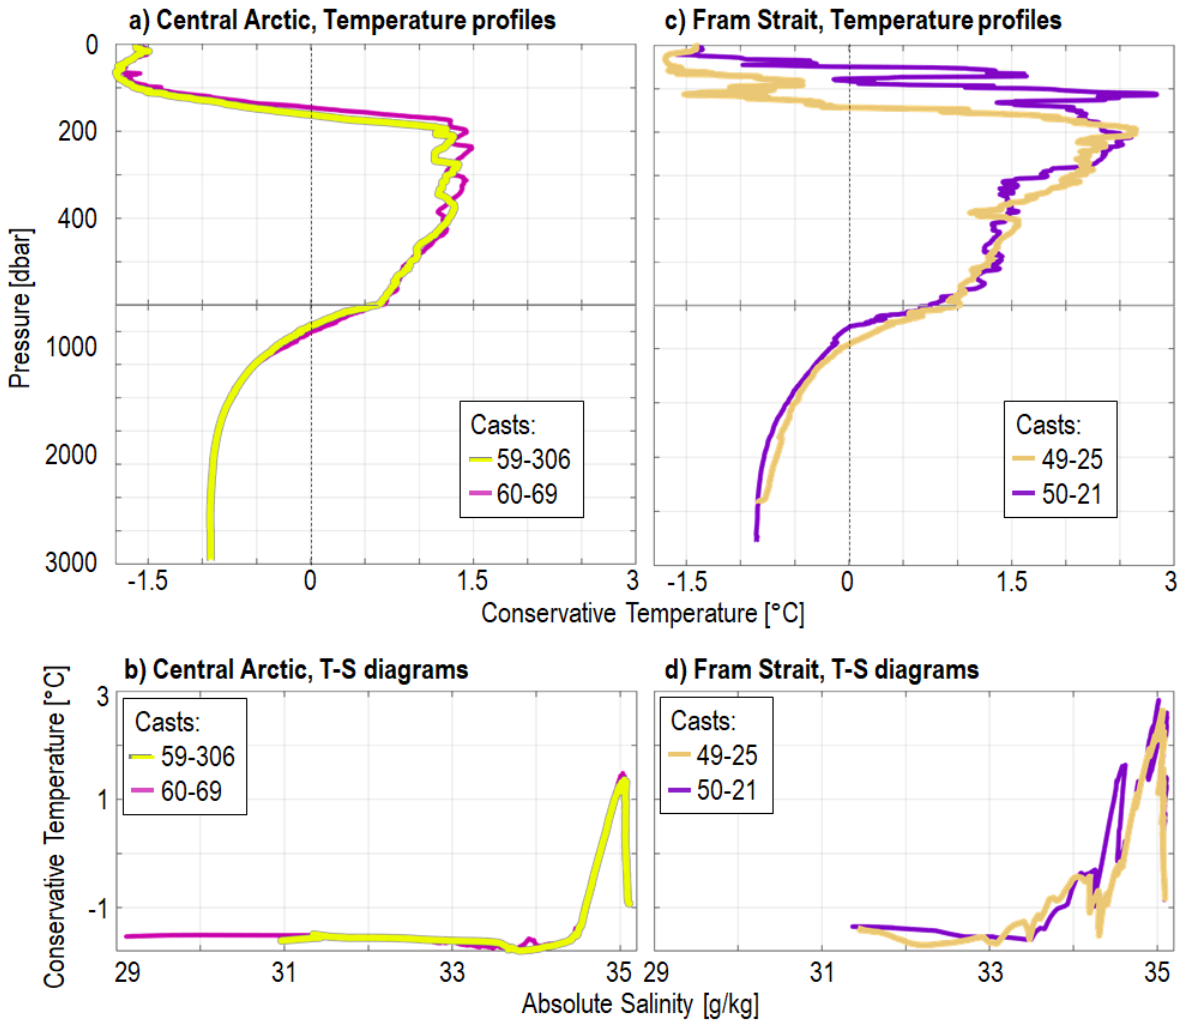 a) Central Arctic, Temperature profiles
c) Fram Strait, Temperature profiles
0
200
400
1000
2000
3000
Pressure [dbar]
Casts:
59-306
60-69
Casts:
49-25
50-21
-1.5
0
1.5
3
-1.5
0
1.5
3
Conservative Temperature [°C]
b) Central Arctic, T-S diagrams
d) Fram Strait, T-S diagrams
3
1
-1
Conservative Temperature [°C]
Casts:
59-306
60-69
Casts:
49-25
50-21
29
31
33
35
29
31
33
35
Absolute Salinity [g/kg]